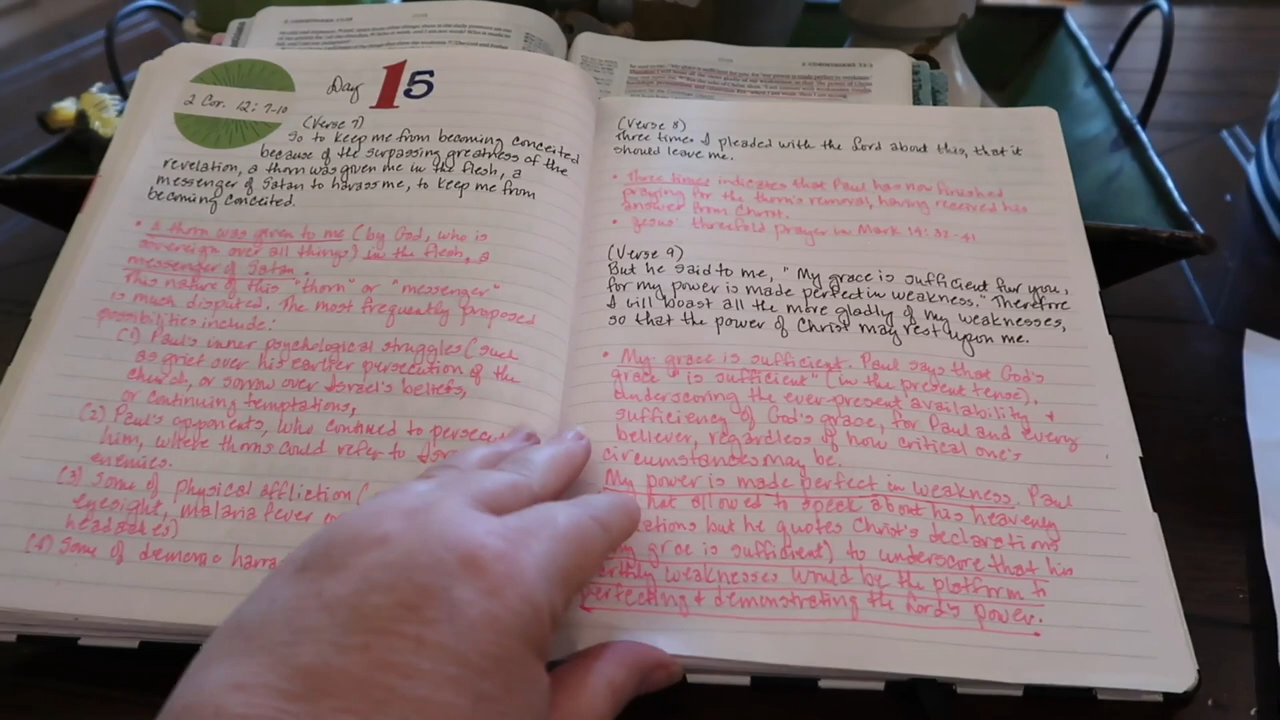 2 Cor. 12: 7-10
Day 15
(Verse 7)
So to keep me from becoming conceited
because of the surpassing greatness of the
revelation, a thorn was given me in the flesh, a
messenger of Satan to harass me, to keep me from
becoming conceited.
• A thorn was given to me (by God, who is
sovereign over all things) in the flesh, a
messenger of Satan.
This nature of this "thorn" or "messenger"
is much disputed. The most frequently proposed
possibilities include:
(1) Paul's inner psychological struggles (such
as grief over his earlier persecution of the
church, or sorrow over Israel's beliefs,
or continuing temptations,
(2) Paul's opponents, who continued to
him, where thorns could refer to
enemies.
(3) Some of physical affliction (
eyesight, malaria fever
headaches)
(4) Some of demonic
(Verse 8)
Three times I pleaded with the Lord about this, that it
should leave me.
• Three times indicates that Paul has now finished
praying for the thorn's removal, having received his
answer from Christ.
• Jesus' threefold prayer in Mark 14: 32-41
(Verse 9)
But he said to me, "My grace is sufficient for you,
for my power is made perfect in weakness." Therefore
I will boast all the more gladly of my weaknesses,
so that the power of Christ may rest upon me.
• My grace is sufficient. Paul says that God's
grace "is sufficient" (in the present tense),
underscoring the ever-present availability +
sufficiency of God's grace, for Paul and every
believer, regardless of how critical one's
circumstances may be.
My power is made perfect in weakness. Paul
that allowed to speak about his heavenly
but he quotes Christ's declarations
grace is sufficient) to underscore that his
weaknesses would by the platform to
perfecting + demonstrating the Lord's power.